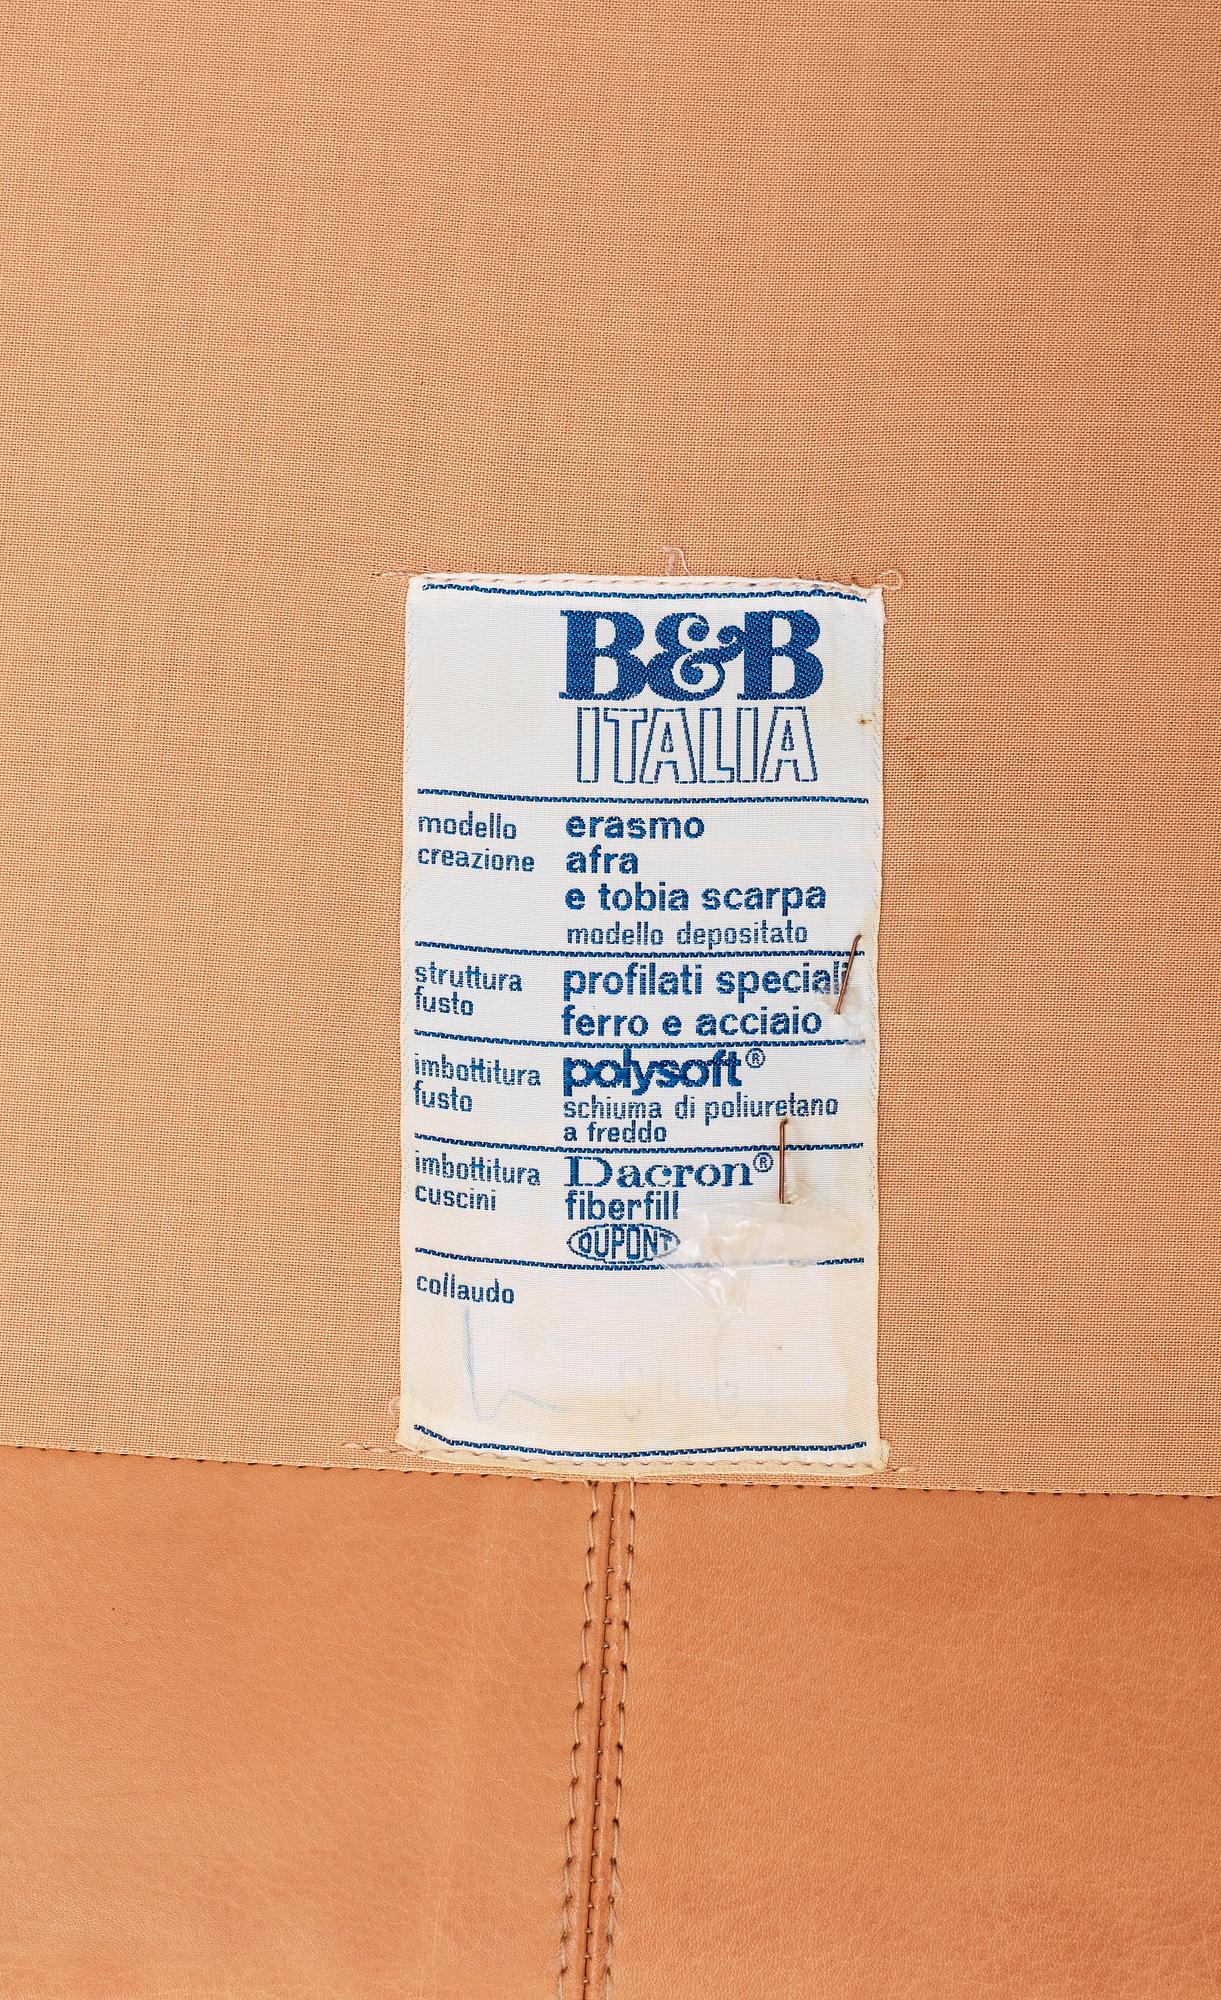 B&B
ITALIA
modello erasmo
creazione afra
e tobia scarpa
modello depositato
struttura profilati speciali
fusto ferro e acciaio
imbottitura polysoft®
fusto schiuma di poliuretano
a freddo
imbottitura Dacron®
cuscini fiberfill
DUPONT
collaudo